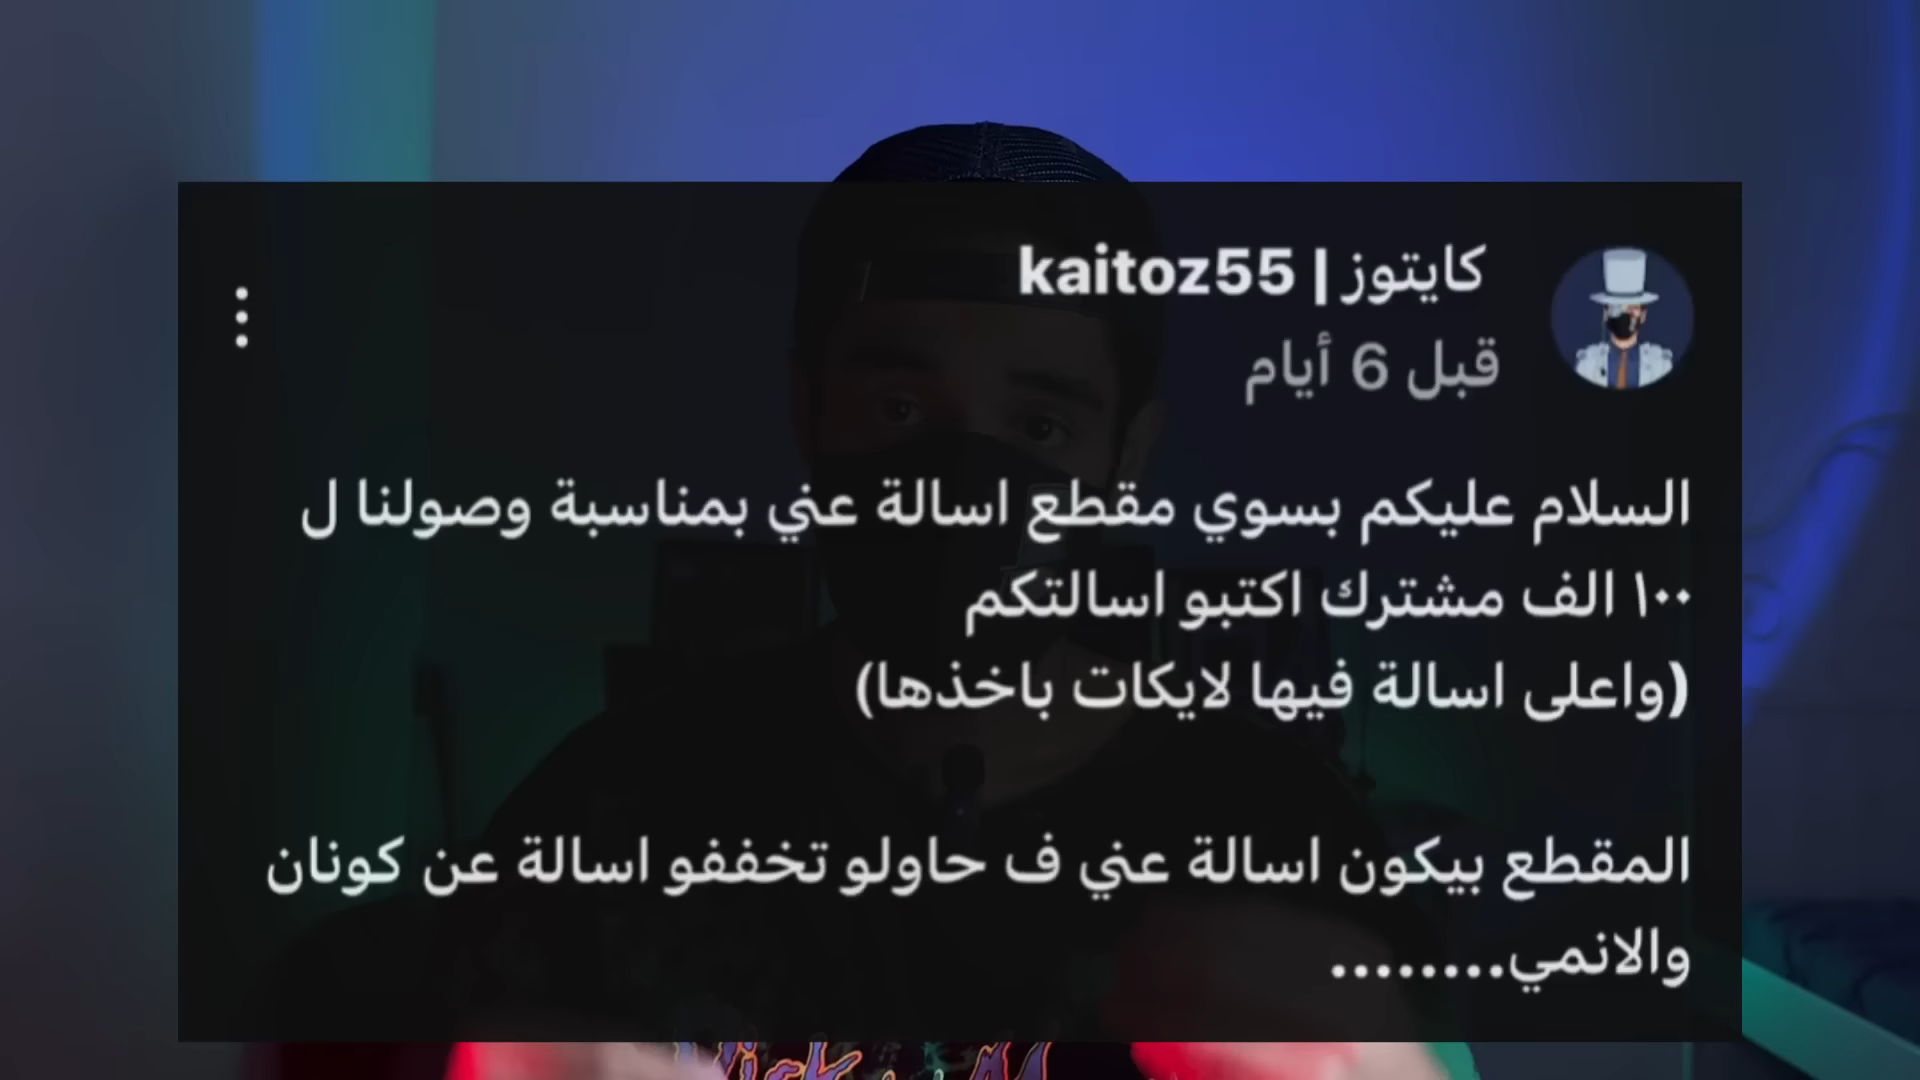 كايتوز | kaitoz55
قبل 6 أيام
السلام عليكم بسوي مقطع اسالة عني بمناسبة وصولنا ل
١٠٠ الف مشترك اكتبو اسالتكم
(واعلى اسالة فيها لايكات باخذها)
المقطع بيكون اسالة عني ف حاولو تخففو اسالة عن كونان
والانمي........